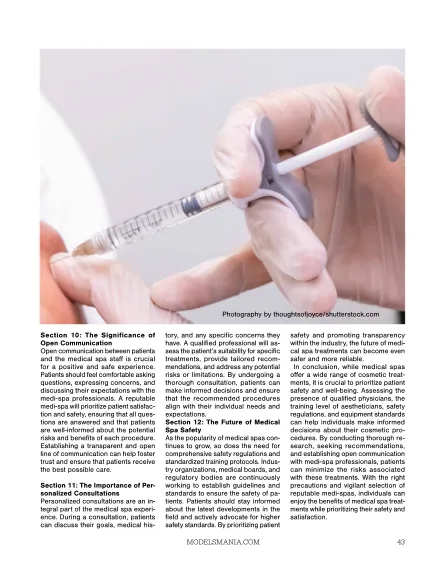 Photography by thoughtsofjoyce/shutterstock.com
Section 10: The Significance of
Open Communication
Open communication between patients
and the medical spa staff is crucial
for a positive and safe experience.
Patients should feel comfortable asking
questions, expressing concerns, and
discussing their expectations with the
medi-spa professionals. A reputable
medi-spa will prioritize patient satisfac-
tion and safety, ensuring that all ques-
tions are answered and that patients
are well-informed about the potential
risks and benefits of each procedure.
Establishing a transparent and open
line of communication can help foster
trust and ensure that patients receive
the best possible care.
Section 11: The Importance of Per-
sonalized Consultations
Personalized consultations are an in-
tegral part of the medical spa experi-
ence. During a consultation, patients
can discuss their goals, medical his-
tory, and any specific concerns they
have. A qualified professional will as-
sess the patient's suitability for specific
treatments, provide tailored recom-
mendations, and address any potential
risks or limitations. By undergoing a
thorough consultation, patients can
make informed decisions and ensure
that the recommended procedures
align with their individual needs and
expectations.
Section 12: The Future of Medical
Spa Safety
As the popularity of medical spas con-
tinues to grow, so does the need for
comprehensive safety regulations and
standardized training protocols. Indus-
try organizations, medical boards, and
regulatory bodies are continuously
working to establish guidelines and
standards to ensure the safety of pa-
tients. Patients should stay informed
about the latest developments in the
field and actively advocate for higher
safety standards. By prioritizing patient
safety and promoting transparency
within the industry, the future of medi-
cal spa treatments can become even
safer and more reliable.
In conclusion, while medical spas
offer a wide range of cosmetic treat-
ments, it is crucial to prioritize patient
safety and well-being. Assessing the
presence of qualified physicians, the
training level of aestheticians, safety
regulations, and equipment standards
can help individuals make informed
decisions about their cosmetic pro-
cedures. By conducting thorough re-
search, seeking recommendations,
and establishing open communication
with medi-spa professionals, patients
can minimize the risks associated
with these treatments. With the right
precautions and vigilant selection of
reputable medi-spas, individuals can
enjoy the benefits of medical spa treat-
ments while prioritizing their safety and
satisfaction.
MODELSMANIA.COM
43